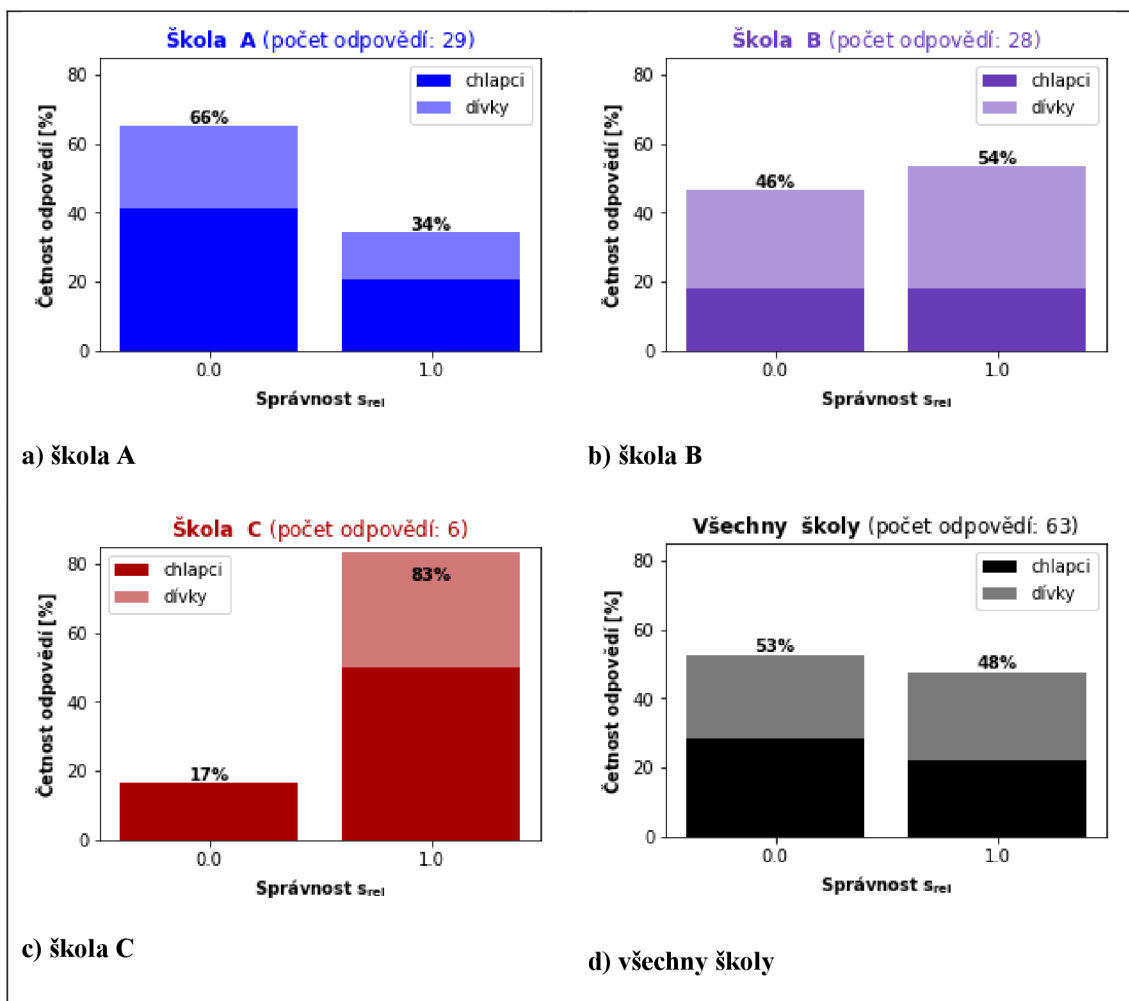 Škola A (počet odpovědí: 29)
Četnost odpovědí [%]
80
60
40
20
0
66%
34%
chlapci
dívky
0.0
1.0
Správnost s_rel
a) škola A
Škola B (počet odpovědí: 28)
Četnost odpovědí [%]
80
60
40
20
0
46%
54%
chlapci
dívky
0.0
1.0
Správnost s_rel
b) škola B
Škola C (počet odpovědí: 6)
Četnost odpovědí [%]
80
60
40
20
0
chlapci
dívky
17%
83%
0.0
1.0
Správnost s_rel
c) škola C
Všechny školy (počet odpovědí: 63)
Četnost odpovědí [%]
80
60
40
20
0
53%
48%
chlapci
dívky
0.0
1.0
Správnost s_rel
d) všechny školy